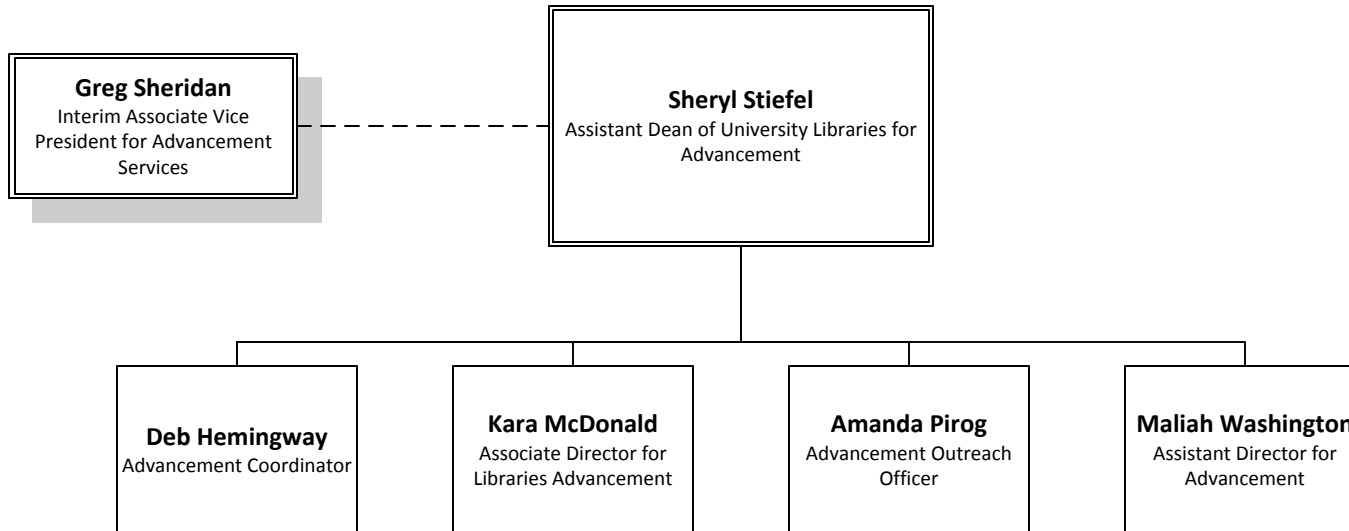 Greg Sheridan
Interim Associate Vice
President for Advancement
Services
Sheryl Stiefel
Assistant Dean of University Libraries for
Advancement
Deb Hemingway
Advancement Coordinator
Kara McDonald
Associate Director for
Libraries Advancement
Amanda Pirog
Advancement Outreach
Officer
Maliah Washington
Assistant Director for
Advancement